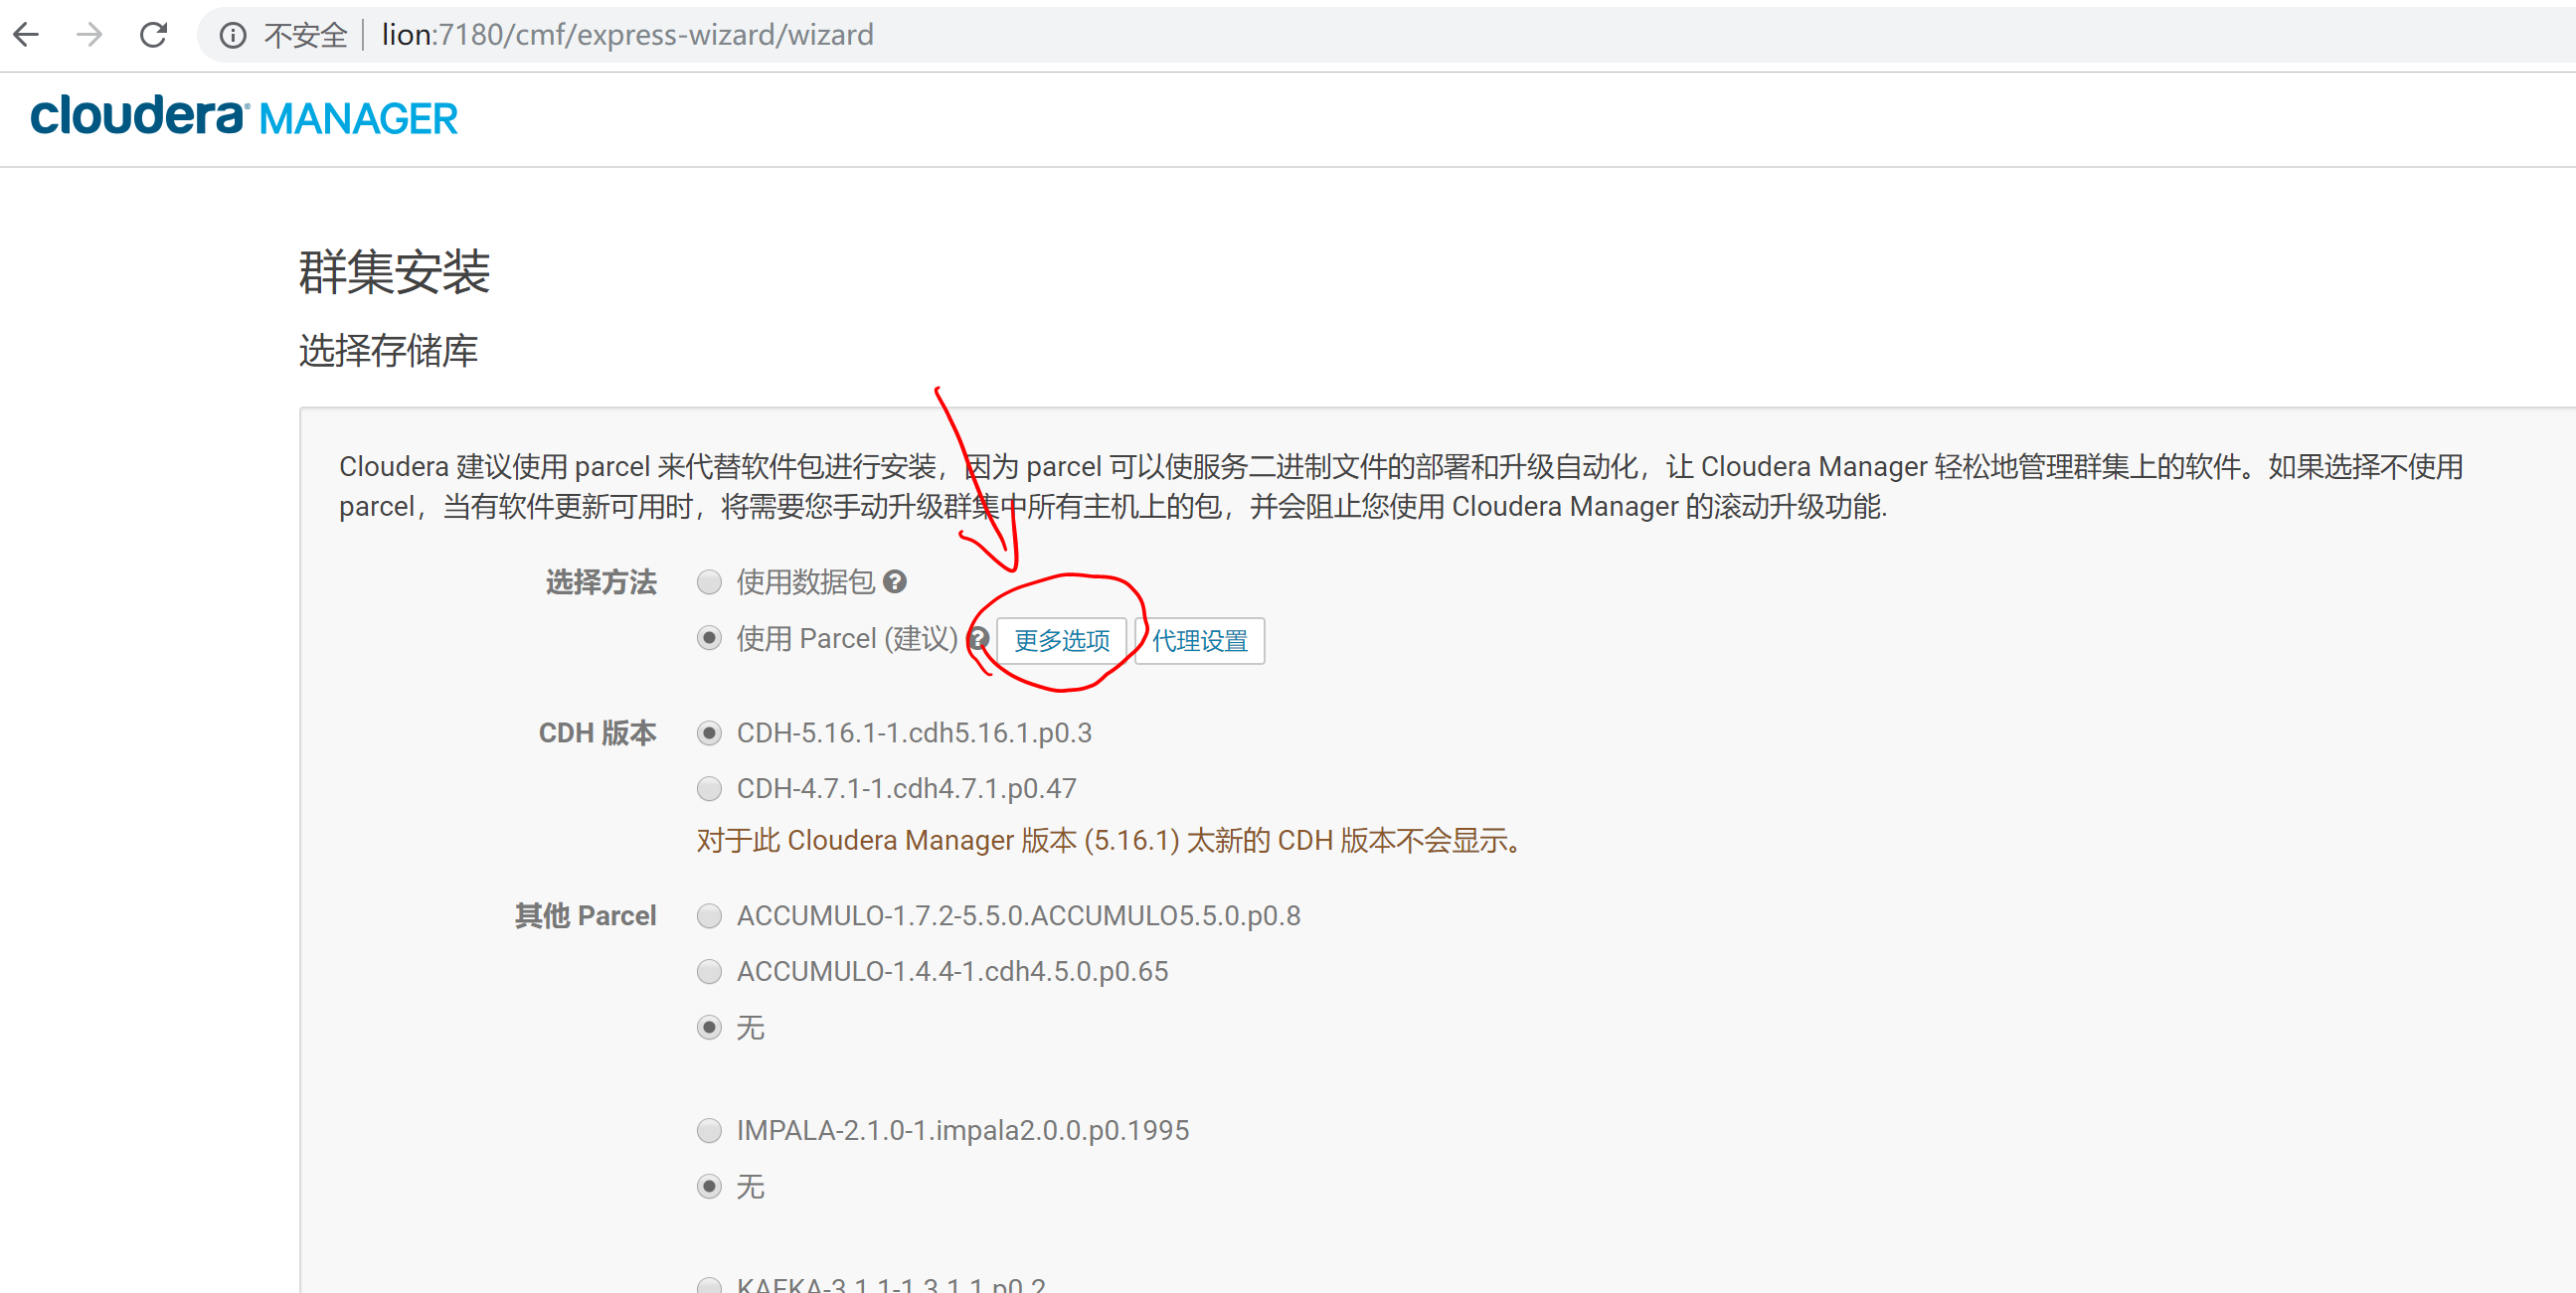 不安全 lion:7180/cmf/express-wizard/wizard
cloudera MANAGER
群集安装
选择存储库
Cloudera 建议使用 parcel 来代替软件包进行安装，因为 parcel 可以使服务二进制文件的部署和升级自动化，让 Cloudera Manager 轻松地管理群集上的软件。如果选择不使用
parcel，当有软件更新可用时，将需要您手动升级群集中所有主机上的包，并会阻止您使用 Cloudera Manager 的滚动升级功能.
选择方法 使用数据包
使用 Parcel (建议) 更多选项 代理设置
CDH 版本 CDH-5.16.1-1.cdh5.16.1.p0.3
CDH-4.7.1-1.cdh4.7.1.p0.47
对于此 Cloudera Manager 版本 (5.16.1) 太新的 CDH 版本不会显示。
其他 Parcel ACCUMULO-1.7.2-5.5.0.ACCUMULO5.5.0.p0.8
ACCUMULO-1.4.4-1.cdh4.5.0.p0.65
无
IMPALA-2.1.0-1.impala2.0.0.p0.1995
无
KAFKA-3.1.1-1.3.1.1.p0.2